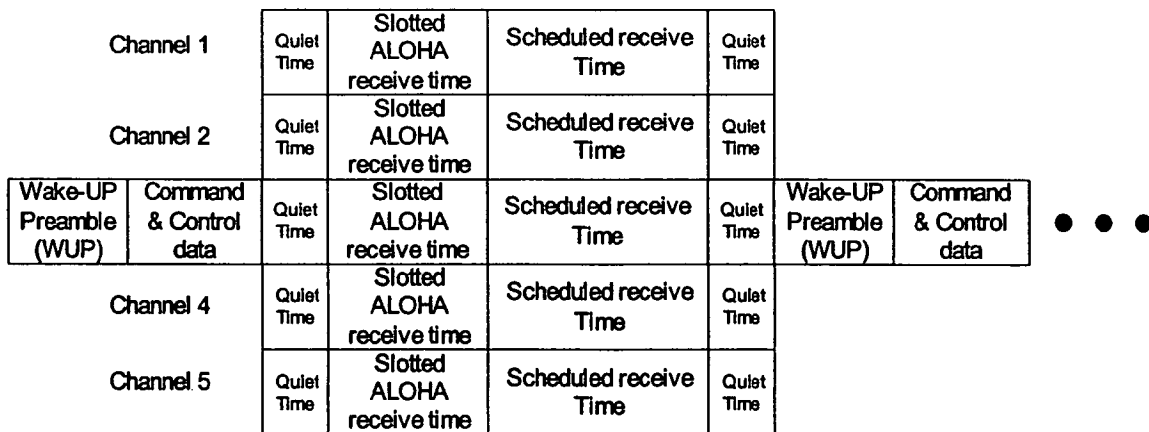 Channel 1
Quiet
Time
Slotted
ALOHA
receive time
Scheduled receive
Time
Quiet
Time
Channel 2
Quiet
Time
Slotted
ALOHA
receive time
Scheduled receive
Time
Quiet
Time
Wake-UP
Preamble
(WUP)
Command
& Control
data
Quiet
Time
Slotted
ALOHA
receive time
Scheduled receive
Time
Quiet
Time
Wake-UP
Preamble
(WUP)
Command
& Control
data
Channel 4
Quiet
Time
Slotted
ALOHA
receive time
Scheduled receive
Time
Quiet
Time
Channel 5
Quiet
Time
Slotted
ALOHA
receive time
Scheduled receive
Time
Quiet
Time